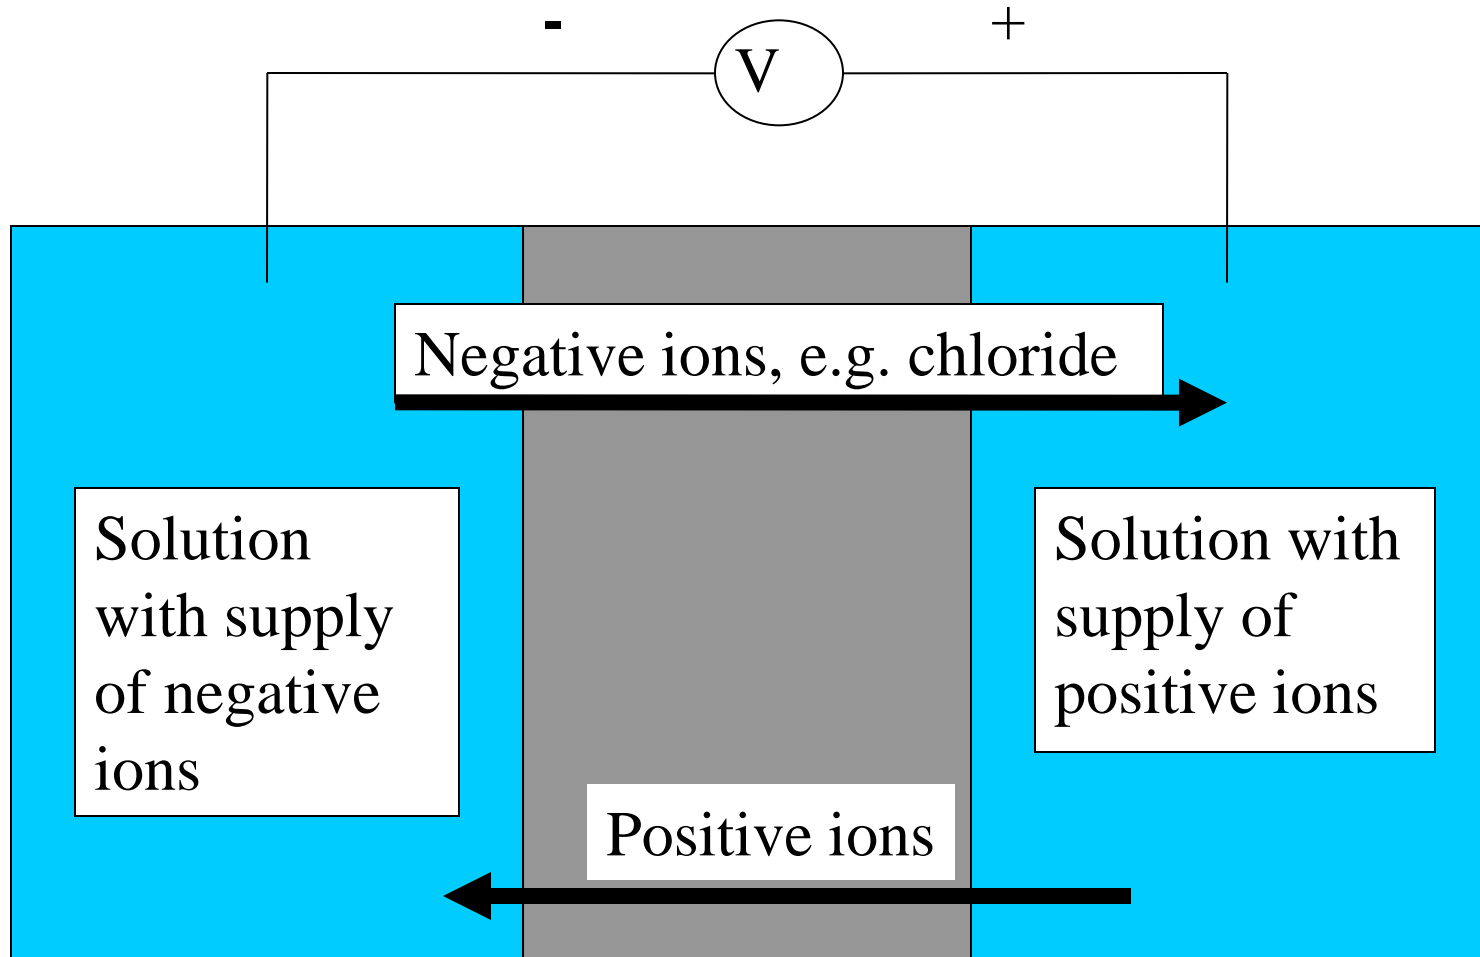 - +
V
Negative ions, e.g. chloride
Solution
with supply
of negative
ions
Solution with
supply of
positive ions
Positive ions